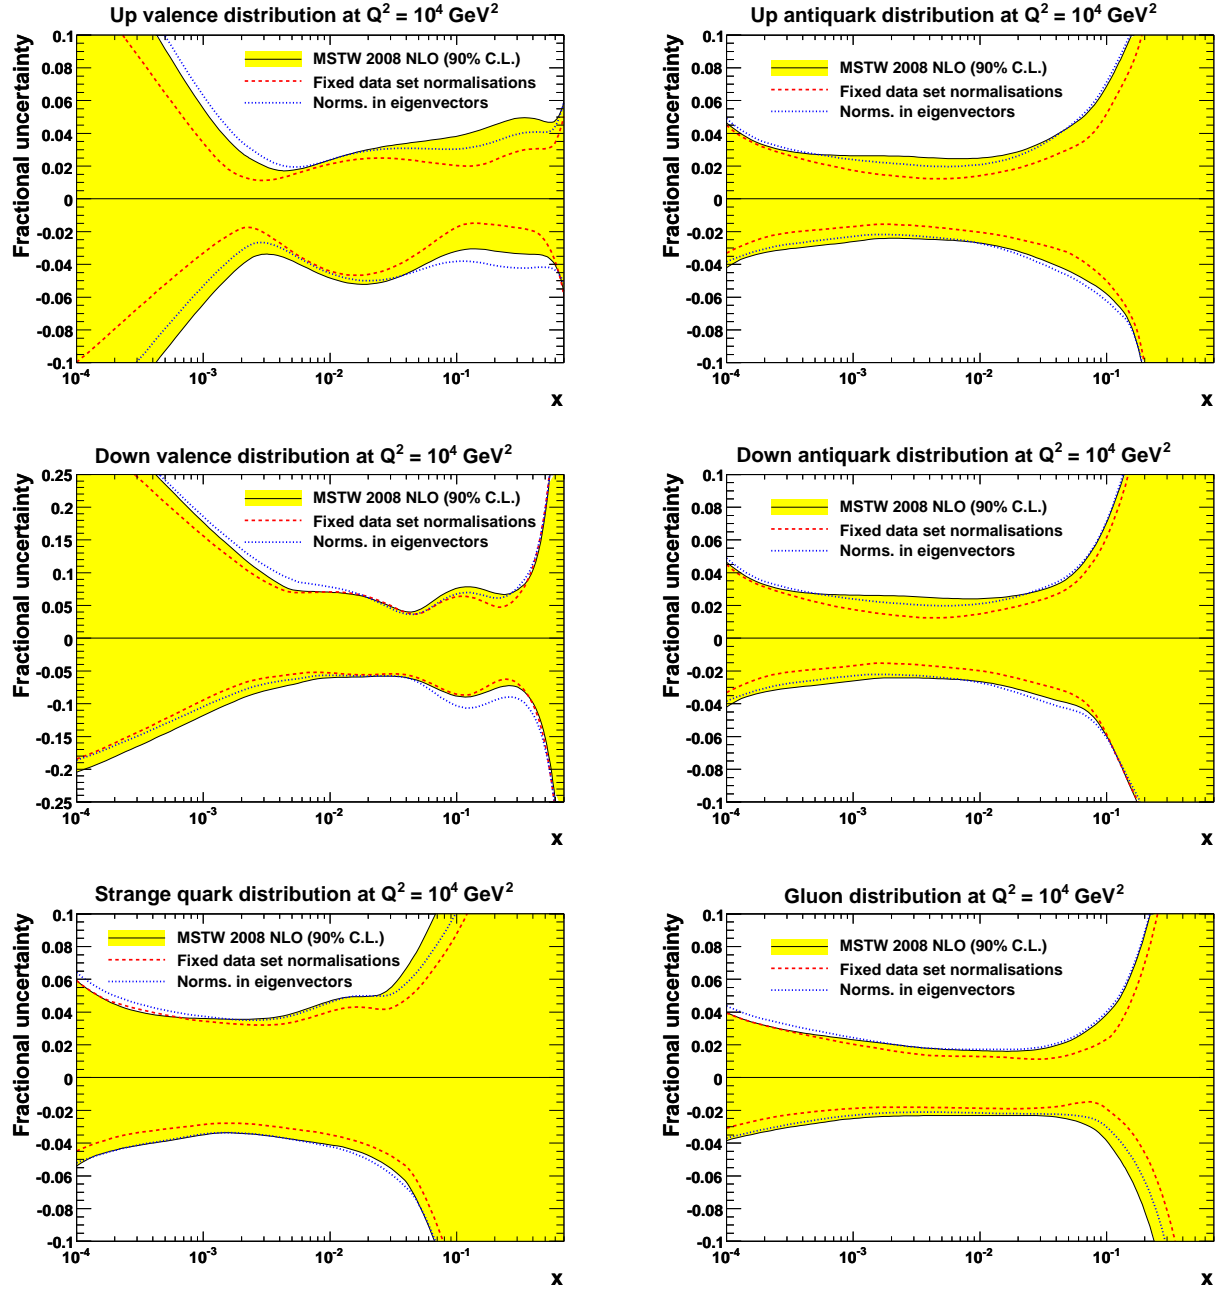 Up valence distribution at Q² = 10⁴ GeV²
Fractional uncertainty
0.1
0.08
0.06
0.04
0.02
0
-0.02
-0.04
-0.06
-0.08
-0.1
MSTW 2008 NLO (90% C.L.)
Fixed data set normalisations
Norms. in eigenvectors
10⁻⁴ 10⁻³ 10⁻² 10⁻¹
x
Up antiquark distribution at Q² = 10⁴ GeV²
Fractional uncertainty
0.1
0.08
0.06
0.04
0.02
0
-0.02
-0.04
-0.06
-0.08
-0.1
MSTW 2008 NLO (90% C.L.)
Fixed data set normalisations
Norms. in eigenvectors
10⁻⁴ 10⁻³ 10⁻² 10⁻¹
x
Down valence distribution at Q² = 10⁴ GeV²
Fractional uncertainty
0.25
0.2
0.15
0.1
0.05
0
-0.05
-0.1
-0.15
-0.2
-0.25
MSTW 2008 NLO (90% C.L.)
Fixed data set normalisations
Norms. in eigenvectors
10⁻⁴ 10⁻³ 10⁻² 10⁻¹
x
Down antiquark distribution at Q² = 10⁴ GeV²
Fractional uncertainty
0.1
0.08
0.06
0.04
0.02
0
-0.02
-0.04
-0.06
-0.08
-0.1
MSTW 2008 NLO (90% C.L.)
Fixed data set normalisations
Norms. in eigenvectors
10⁻⁴ 10⁻³ 10⁻² 10⁻¹
x
Strange quark distribution at Q² = 10⁴ GeV²
Fractional uncertainty
0.1
0.08
0.06
0.04
0.02
0
-0.02
-0.04
-0.06
-0.08
-0.1
MSTW 2008 NLO (90% C.L.)
Fixed data set normalisations
Norms. in eigenvectors
10⁻⁴ 10⁻³ 10⁻² 10⁻¹
x
Gluon distribution at Q² = 10⁴ GeV²
Fractional uncertainty
0.1
0.08
0.06
0.04
0.02
0
-0.02
-0.04
-0.06
-0.08
-0.1
MSTW 2008 NLO (90% C.L.)
Fixed data set normalisations
Norms. in eigenvectors
10⁻⁴ 10⁻³ 10⁻² 10⁻¹
x